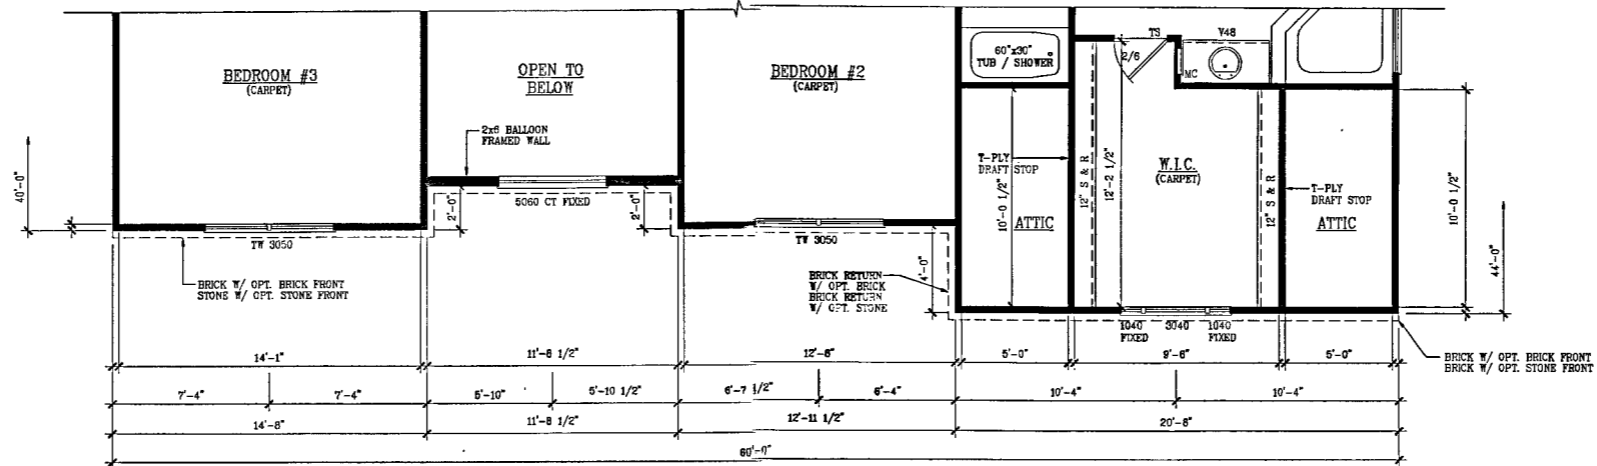 BEDROOM #3
(CARPET)
OPEN TO
BELOW
2x6 BALLOON
FRAMED WALL
5060 CT FIXED
BEDROOM #2
(CARPET)
60"x30"
TUB / SHOWER
TS
V48
2/6
MC
T-PLY
DRAFT STOP
10'-0 1/2"
ATTIC
12" S & R
12'-2 1/2"
W.I.C.
(CARPET)
12" S & R
T-PLY
DRAFT STOP
ATTIC
10'-0 1/2"
44'-0"
40'-0"
2'-0"
2'-0"
4'-0"
TW 3050
TW 3050
BRICK W/ OPT. BRICK FRONT
STONE W/ OPT. STONE FRONT
BRICK RETURN
W/ OPT. BRICK
BRICK RETURN
W/ OPT. STONE
1040 3040 1040
FIXED FIXED
BRICK W/ OPT. BRICK FRONT
BRICK W/ OPT. STONE FRONT
14'-1" 11'-6 1/2" 12'-6" 5'-0" 9'-6" 5'-0"
7'-4" 7'-4" 5'-10" 5'-10 1/2" 6'-7 1/2" 6'-4" 10'-4" 10'-4"
14'-8" 11'-8 1/2" 12'-11 1/2" 20'-8"
60'-0"